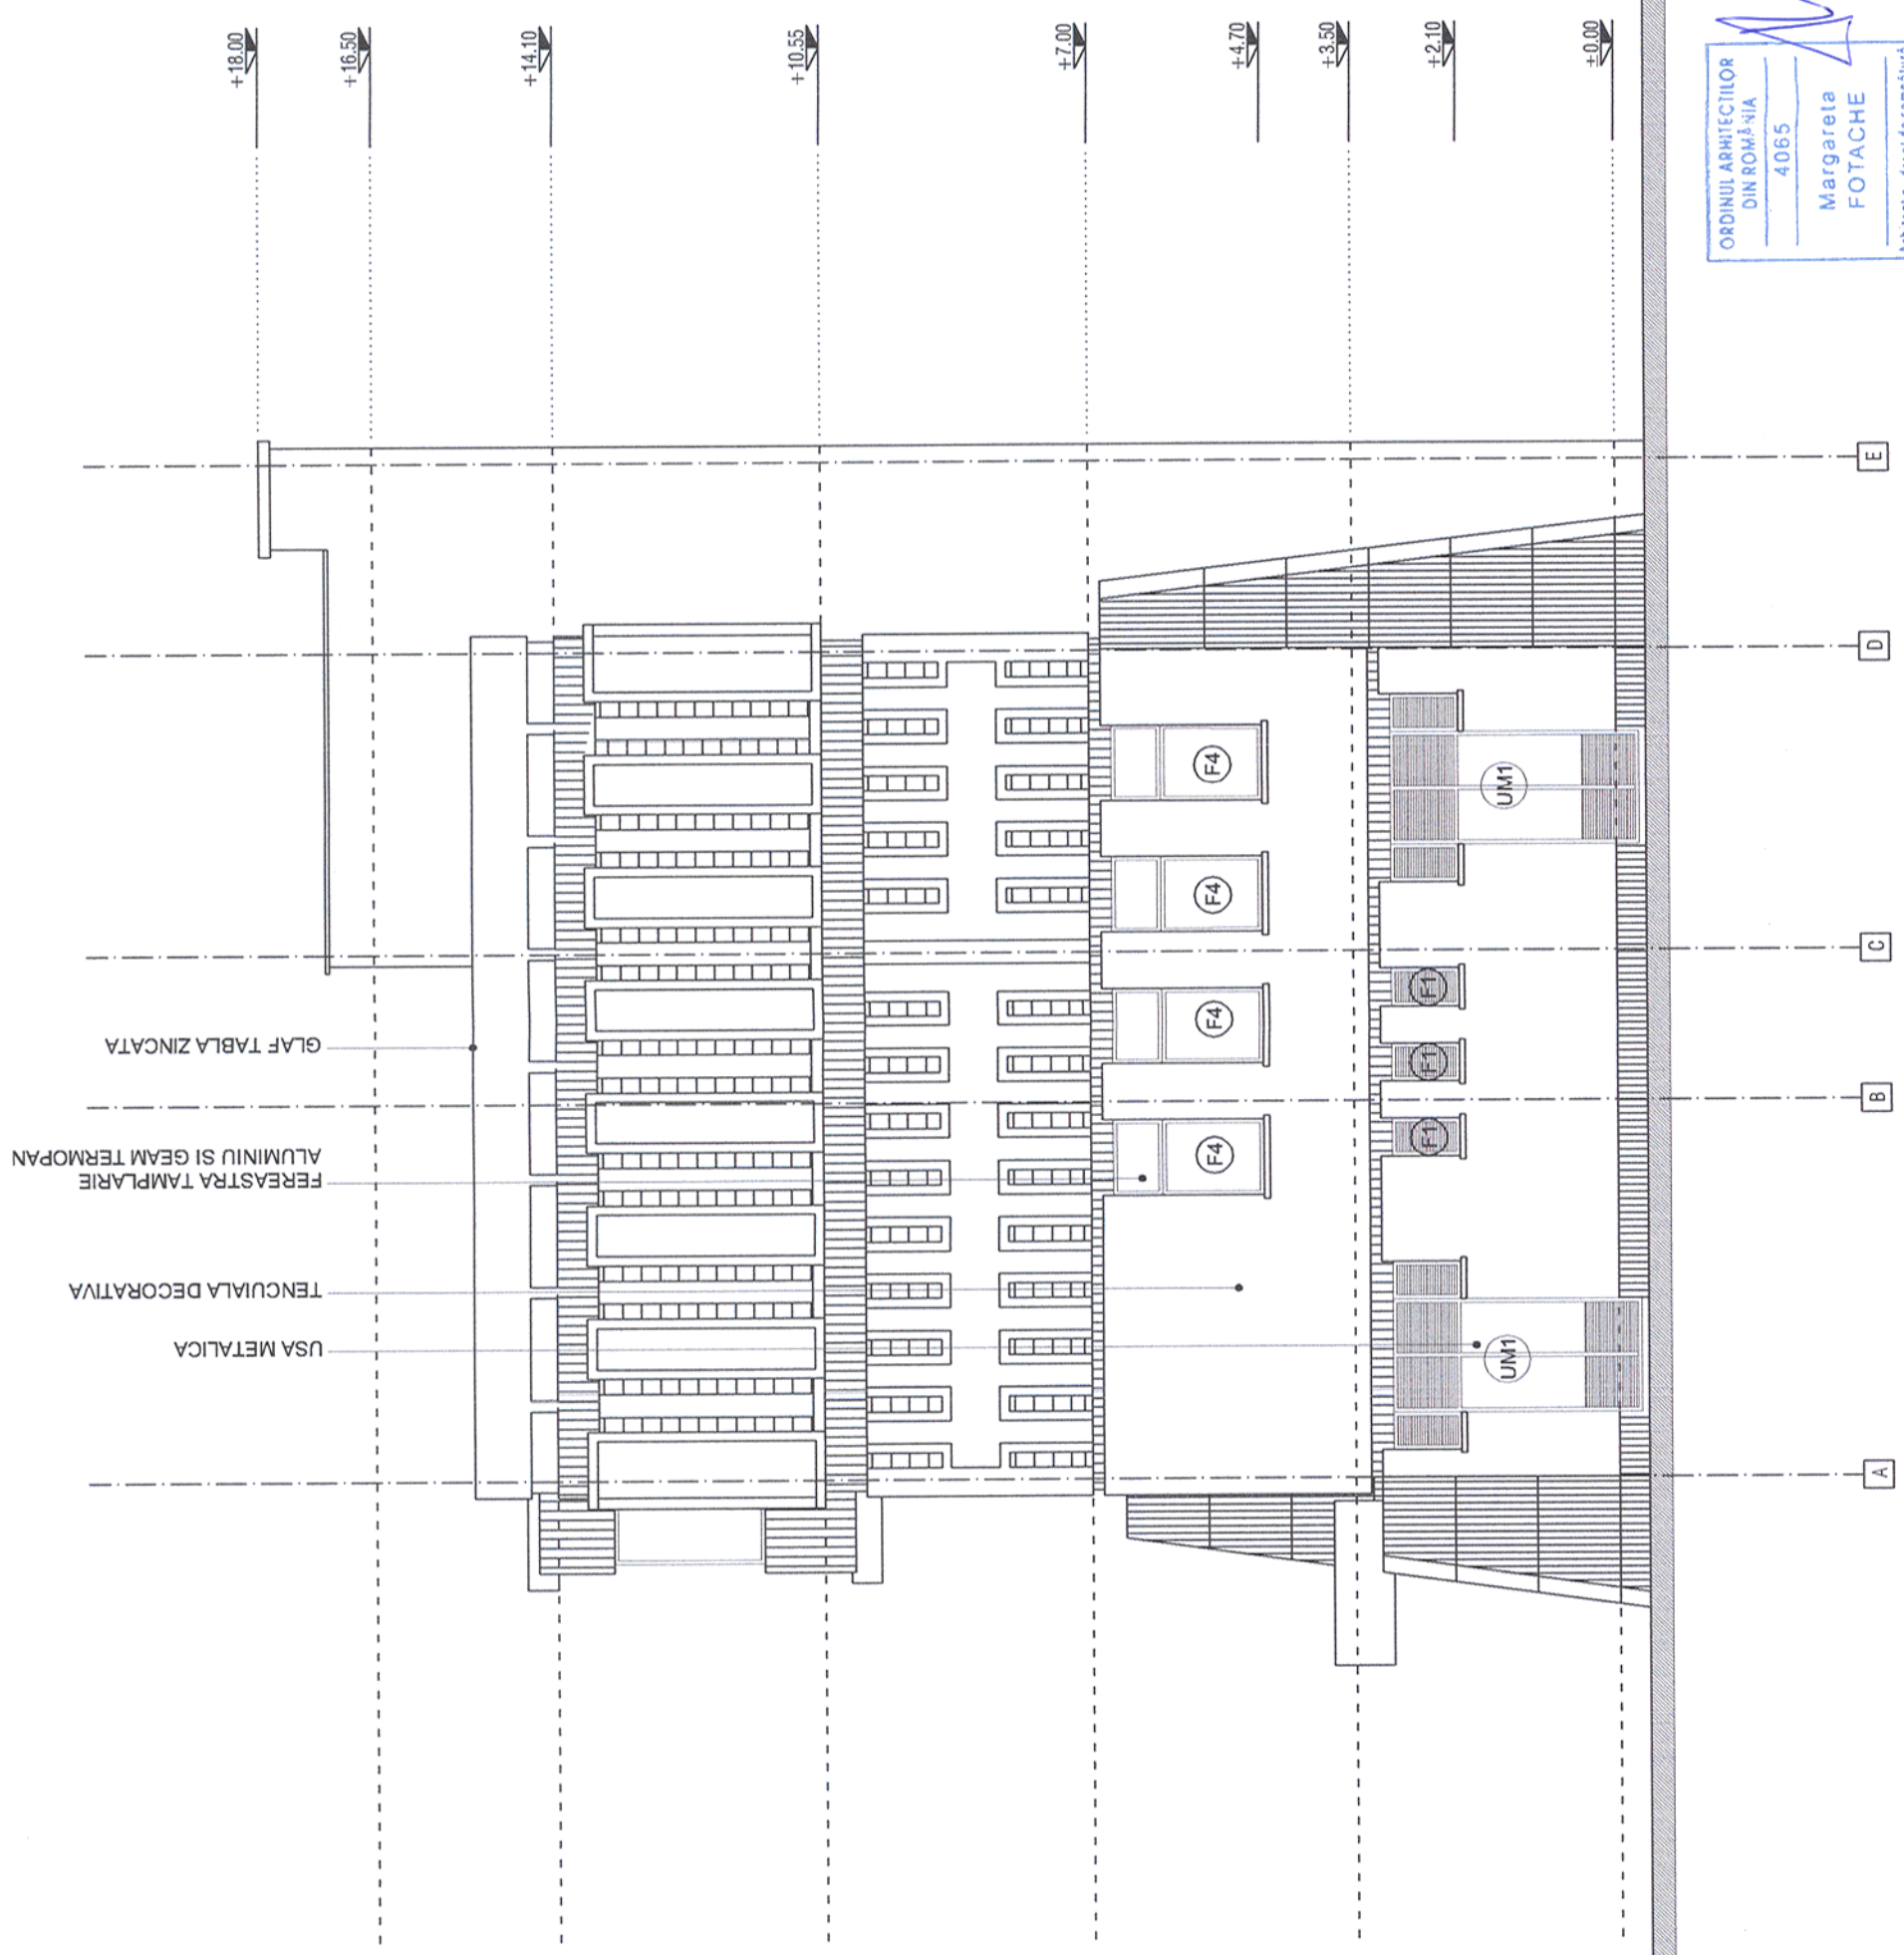 +18.00
+16.50
+14.10
+10.55
+7.00
+4.70
+3.50
+2.10
±0.00
GLAF TABLA ZINCATA
FEREASTRA TAMPLARIE
ALUMINIU SI GEAM TERMOPAN
TENCUIALA DECORATIVA
USA METALICA
F4
F4
F4
F4
UM1
F1
F1
F1
UM1
E
D
C
B
A
ORDINUL ARHITECȚILOR
DIN ROMÂNIA
4065
Margareta
FOTACHE